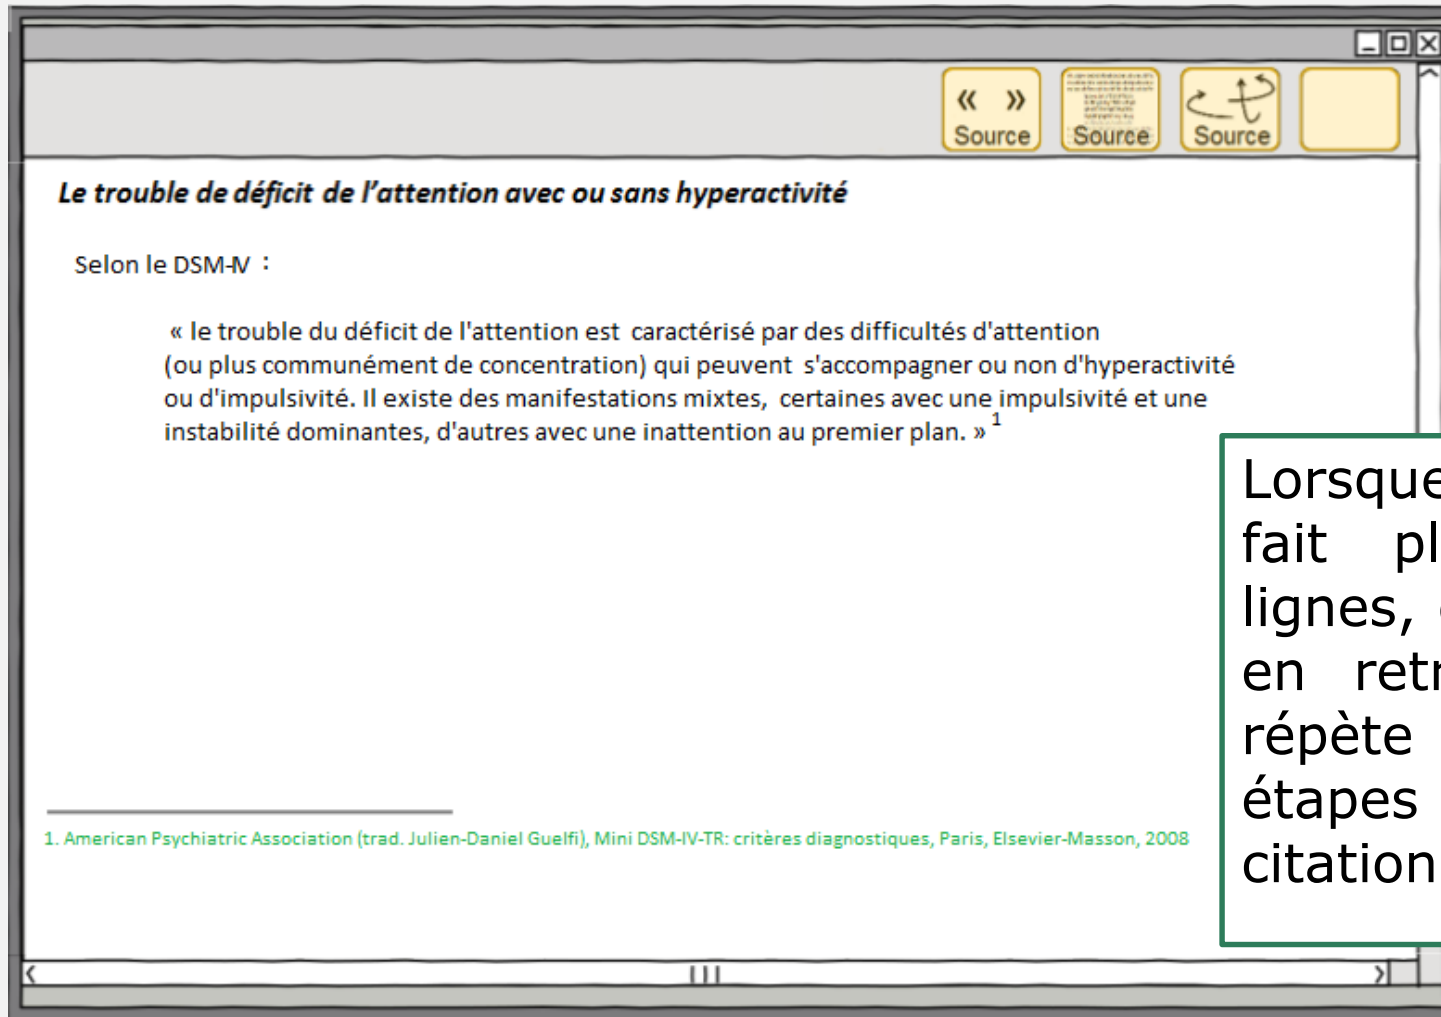 « »
Source
Source
Source
Le trouble de déficit de l'attention avec ou sans hyperactivité
Selon le DSM-IV :
« le trouble du déficit de l'attention est caractérisé par des difficultés d'attention
(ou plus communément de concentration) qui peuvent s'accompagner ou non d'hyperactivité
ou d'impulsivité. Il existe des manifestations mixtes, certaines avec une impulsivité et une
instabilité dominantes, d'autres avec une inattention au premier plan. » 1
Lorsque
fait pl
lignes,
en retr
répète
étapes
citation
1. American Psychiatric Association (trad. Julien-Daniel Guelfi), Mini DSM-IV-TR: critères diagnostiques, Paris, Elsevier-Masson, 2008